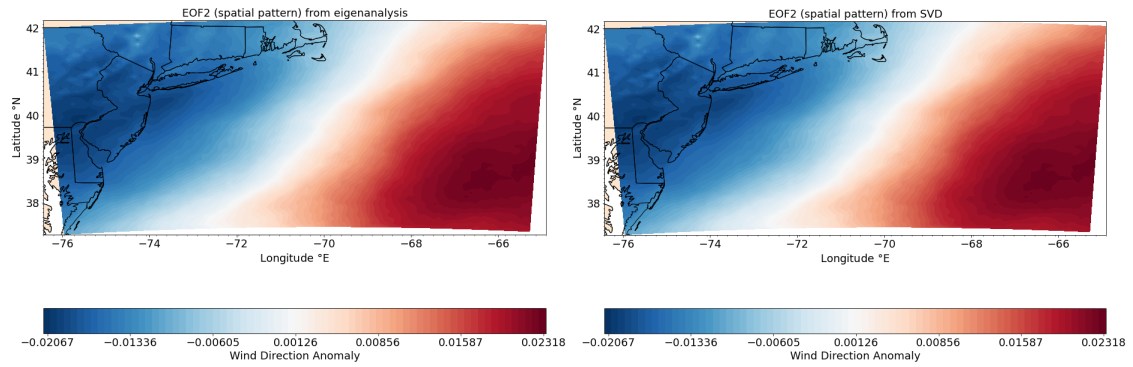 EOF2 (spatial pattern) from eigenanalysis
42
41
40
39
38
Latitude °N
−76 −74 −72 −70 −68 −66
Longitude °E
−0.02067 −0.01336 −0.00605 0.00126 0.00856 0.01587 0.02318
Wind Direction Anomaly
EOF2 (spatial pattern) from SVD
42
41
40
39
38
Latitude °N
−76 −74 −72 −70 −68 −66
Longitude °E
−0.02067 −0.01336 −0.00605 0.00126 0.00856 0.01587 0.02318
Wind Direction Anomaly